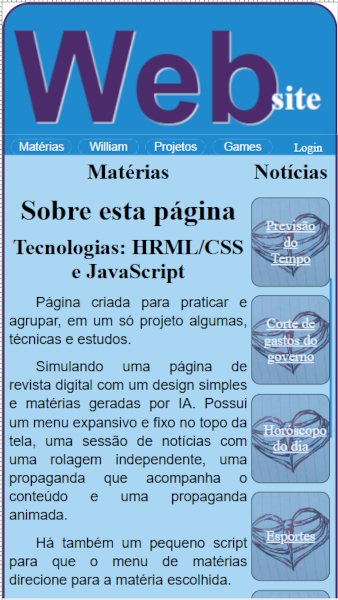 Web
site
Matérias William Projetos Games Login
Matérias
Sobre esta página
Tecnologias: HRML/CSS
e JavaScript
Página criada para praticar e
agrupar, em um só projeto algumas,
técnicas e estudos.
Simulando uma página de
revista digital com um design simples
e matérias geradas por IA. Possui
um menu expansivo e fixo no topo da
tela, uma sessão de notícias com
uma rolagem independente, uma
propaganda que acompanha o
conteúdo e uma propaganda
animada.
Há também um pequeno script
para que o menu de matérias
direcione para a matéria escolhida.
Notícias
Previsão
do
Tempo
Corte de
gastos do
governo
Horóscopo
do dia
Esportes